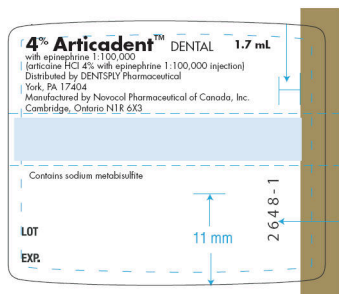 4% Articadent™ DENTAL 1.7 mL
with epinephrine 1:100,000
(articaine HCl 4% with epinephrine 1:100,000 injection)
Distributed by DENTSPLY Pharmaceutical
York, PA 17404
Manufactured by Novocol Pharmaceutical of Canada, Inc.
Cambridge, Ontario N1R 6X3
Contains sodium metabisulfite
LOT
11 mm
2648-1
EXP.